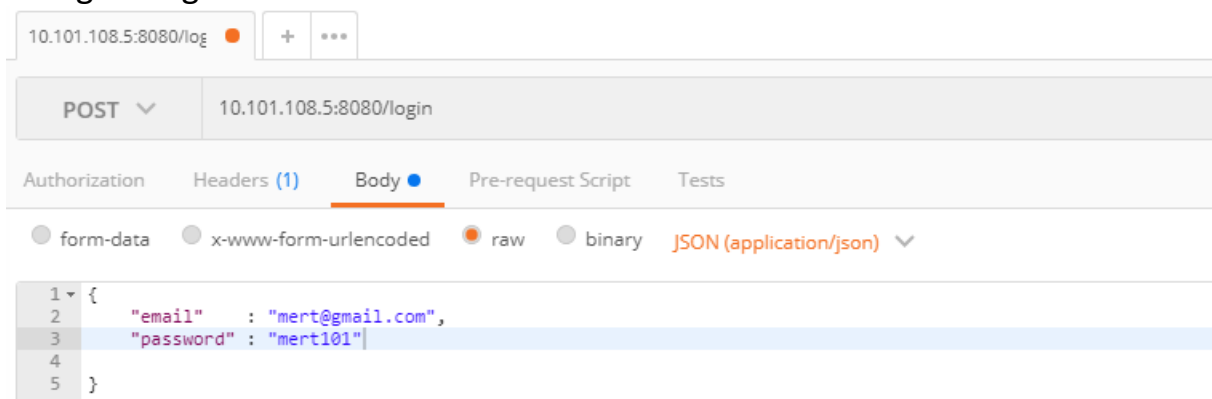 10.101.108.5:8080/log + •••
POST 10.101.108.5:8080/login
Authorization Headers (1) Body Pre-request Script Tests
form-data x-www-form-urlencoded raw binary JSON (application/json)
1 {
2 "email" : "mert@gmail.com",
3 "password" : "mert101"
4
5 }